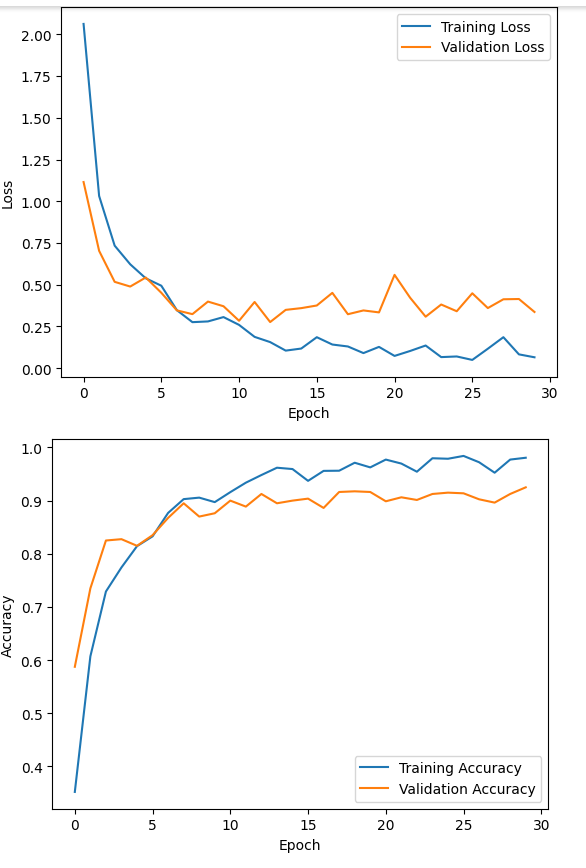 2.00
1.75
1.50
1.25
1.00
0.75
0.50
0.25
0.00
Loss
Training Loss
Validation Loss
0 5 10 15 20 25 30
Epoch
1.0
0.9
0.8
0.7
0.6
0.5
0.4
Accuracy
Training Accuracy
Validation Accuracy
0 5 10 15 20 25 30
Epoch